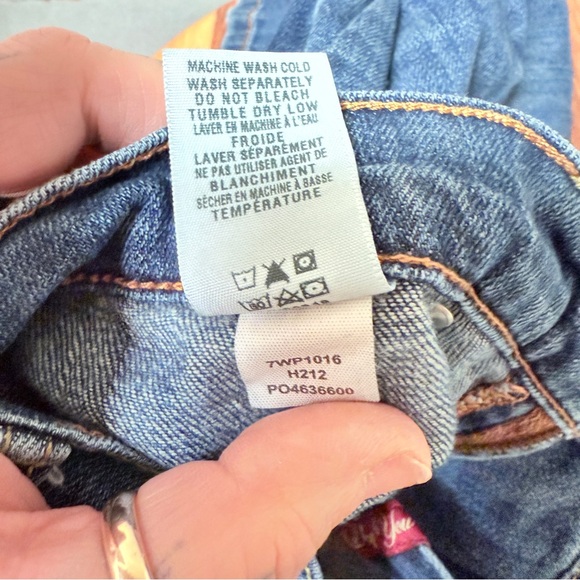 MACHINE WASH COLD
WASH SEPARATELY
DO NOT BLEACH
TUMBLE DRY LOW
LAVER EN MACHINE À L'EAU
FROIDE
LAVER SÉPARÉMENT
NE PAS UTILISER AGENT DE
BLANCHIMENT
SÉCHER EN MACHINE À BASSE
TEMPÉRATURE
7WP1016
H212
PO4636600
You